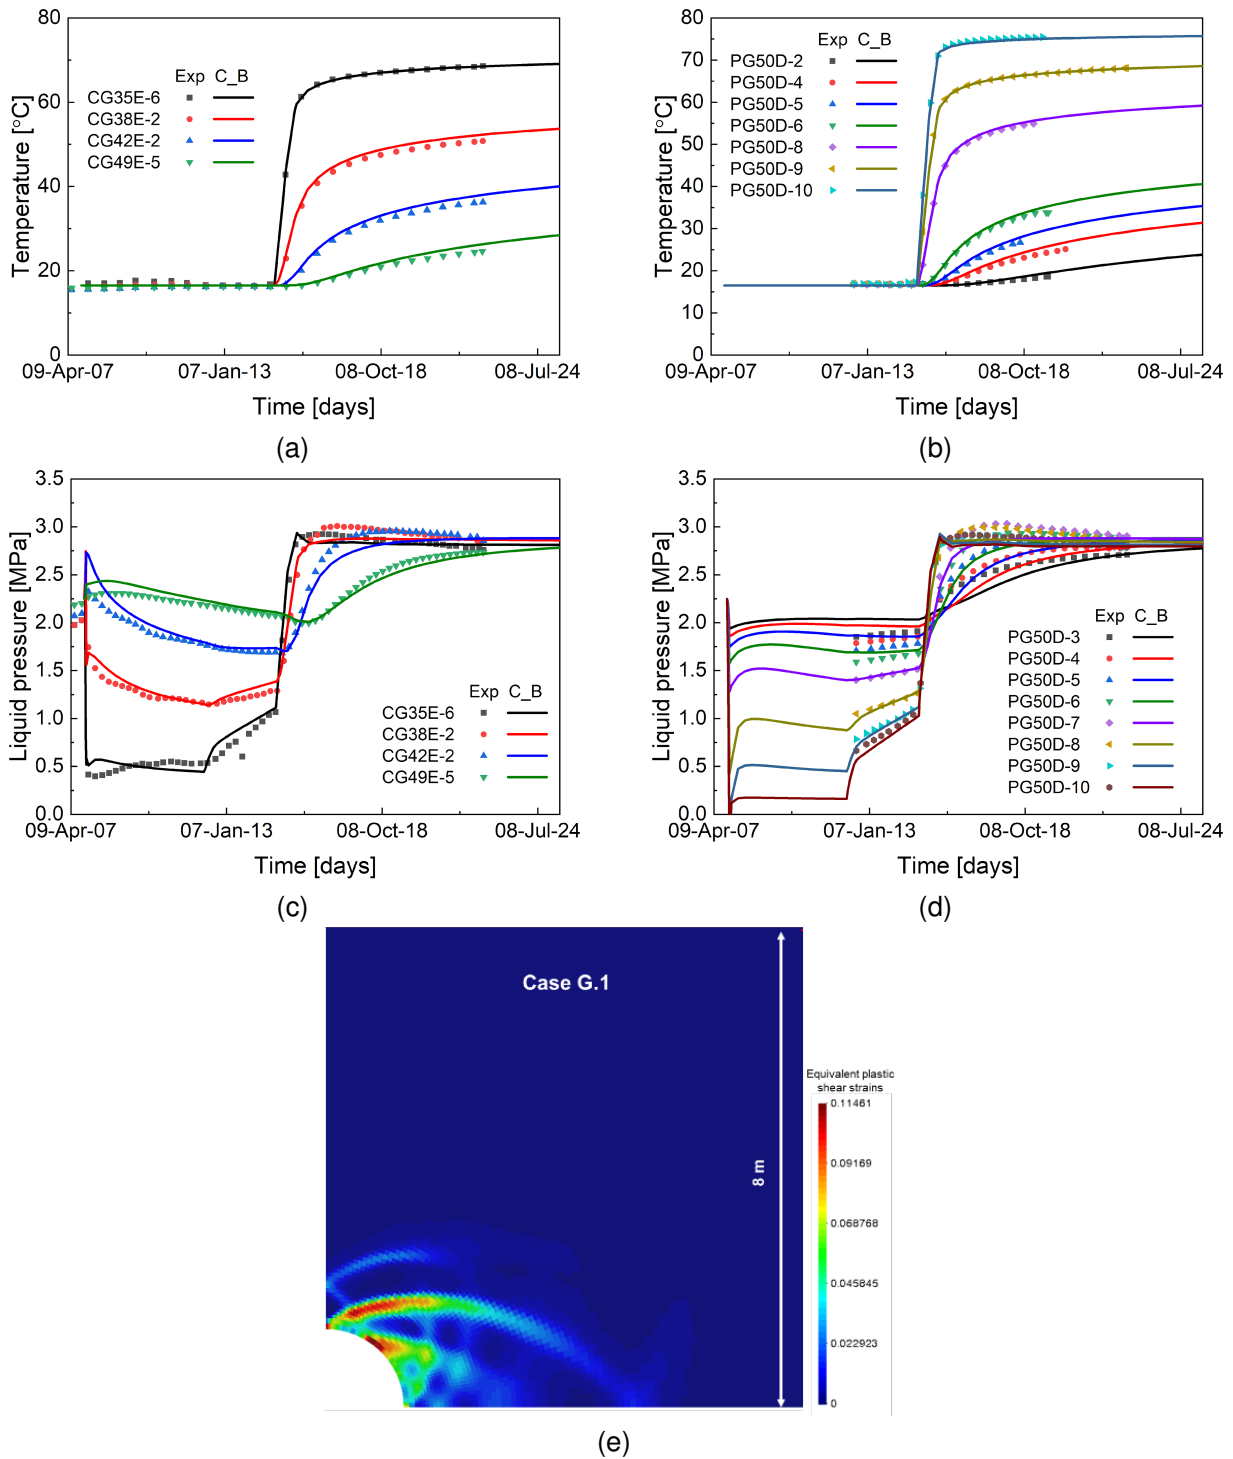 80
60
40
20
0
Temperature [°C]
Exp C_B
CG35E-6
CG38E-2
CG42E-2
CG49E-5
09-Apr-07 07-Jan-13 08-Oct-18 08-Jul-24
Time [days]
(a)
80
70
60
50
40
30
20
10
0
Temperature [°C]
Exp C_B
PG50D-2
PG50D-4
PG50D-5
PG50D-6
PG50D-8
PG50D-9
PG50D-10
09-Apr-07 07-Jan-13 08-Oct-18 08-Jul-24
Time [days]
(b)
3.5
3.0
2.5
2.0
1.5
1.0
0.5
0.0
Liquid pressure [MPa]
Exp C_B
CG35E-6
CG38E-2
CG42E-2
CG49E-5
09-Apr-07 07-Jan-13 08-Oct-18 08-Jul-24
Time [days]
(c)
3.5
3.0
2.5
2.0
1.5
1.0
0.5
0.0
Liquid pressure [MPa]
Exp C_B
PG50D-3
PG50D-4
PG50D-5
PG50D-6
PG50D-7
PG50D-8
PG50D-9
PG50D-10
09-Apr-07 07-Jan-13 08-Oct-18 08-Jul-24
Time [days]
(d)
Case G.1
8 m
Equivalent plastic
shear strains
0.11461
0.09169
0.068768
0.045845
0.022923
0
(e)